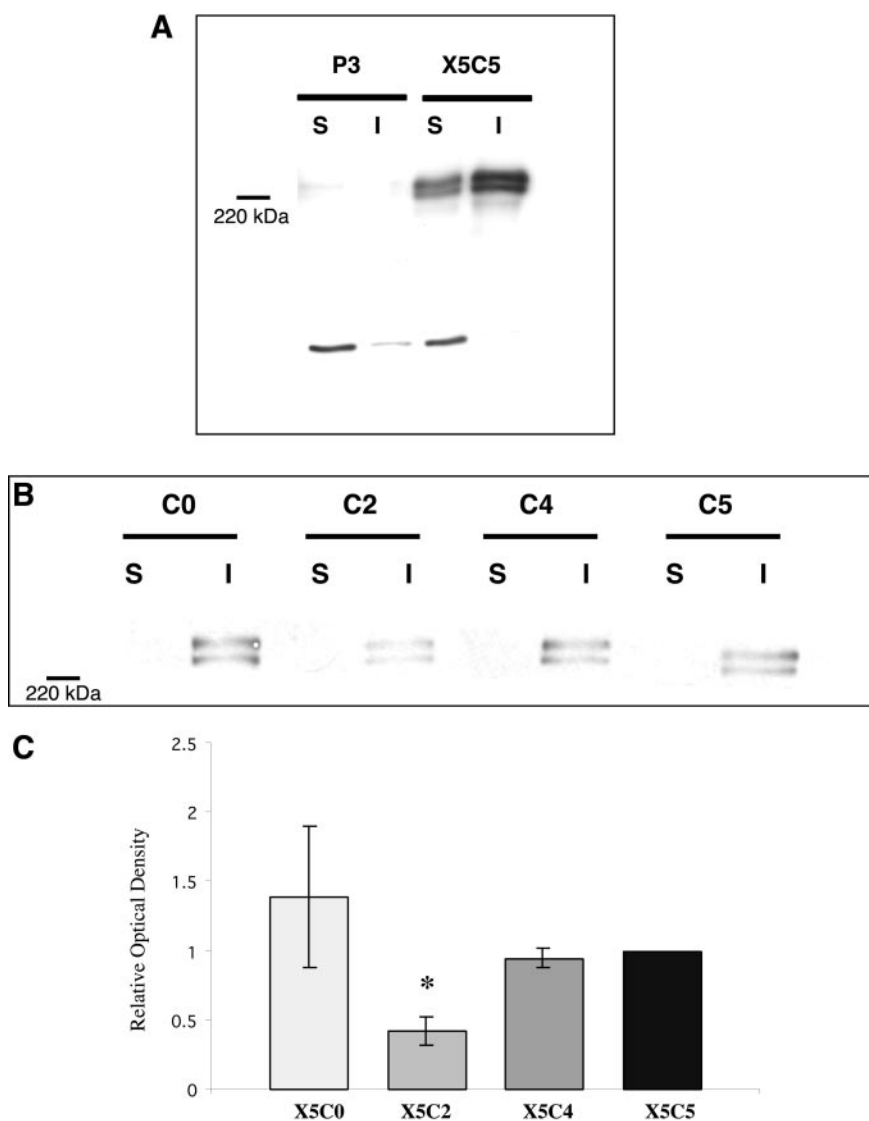 A
P3 X5C5
S I S I
220 kDa
B
C0 C2 C4 C5
S I S I S I S I
220 kDa
C
2.5
2
1.5
1
0.5
0
Relative Optical Density
*
X5C0 X5C2 X5C4 X5C5